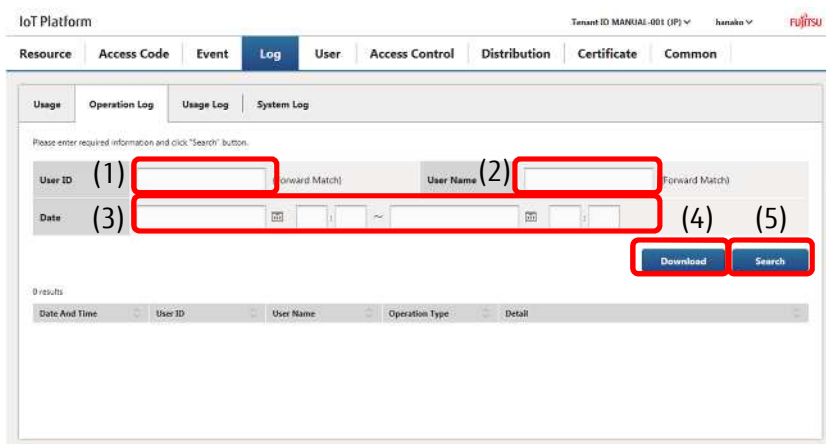 IoT Platform Tenant ID MANUAL-001 (JP) hanako FUJITSU
Resource Access Code Event Log User Access Control Distribution Certificate Common
Usage Operation Log Usage Log System Log
Please enter required information and click "Search" button.
User ID (1) (Forward Match) User Name (2) (Forward Match)
Date (3) : ~ : (4) (5)
Download Search
0 results
Date And Time User ID User Name Operation Type Detail